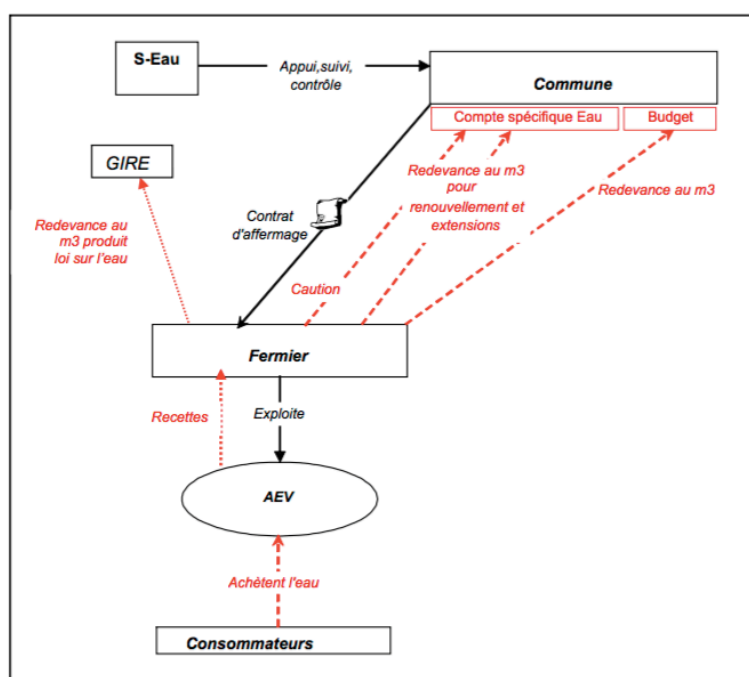 S-Eau
Appui,suivi,
contrôle
Commune
Compte spécifique Eau
Budget
GIRE
Redevance au m3
pour
renouvellement et
extensions
Redevance au m3
Redevance au
m3 produit
loi sur l'eau
Contrat
d'affermage
Caution
Fermier
Recettes
Exploite
AEV
Achètent l'eau
Consommateurs